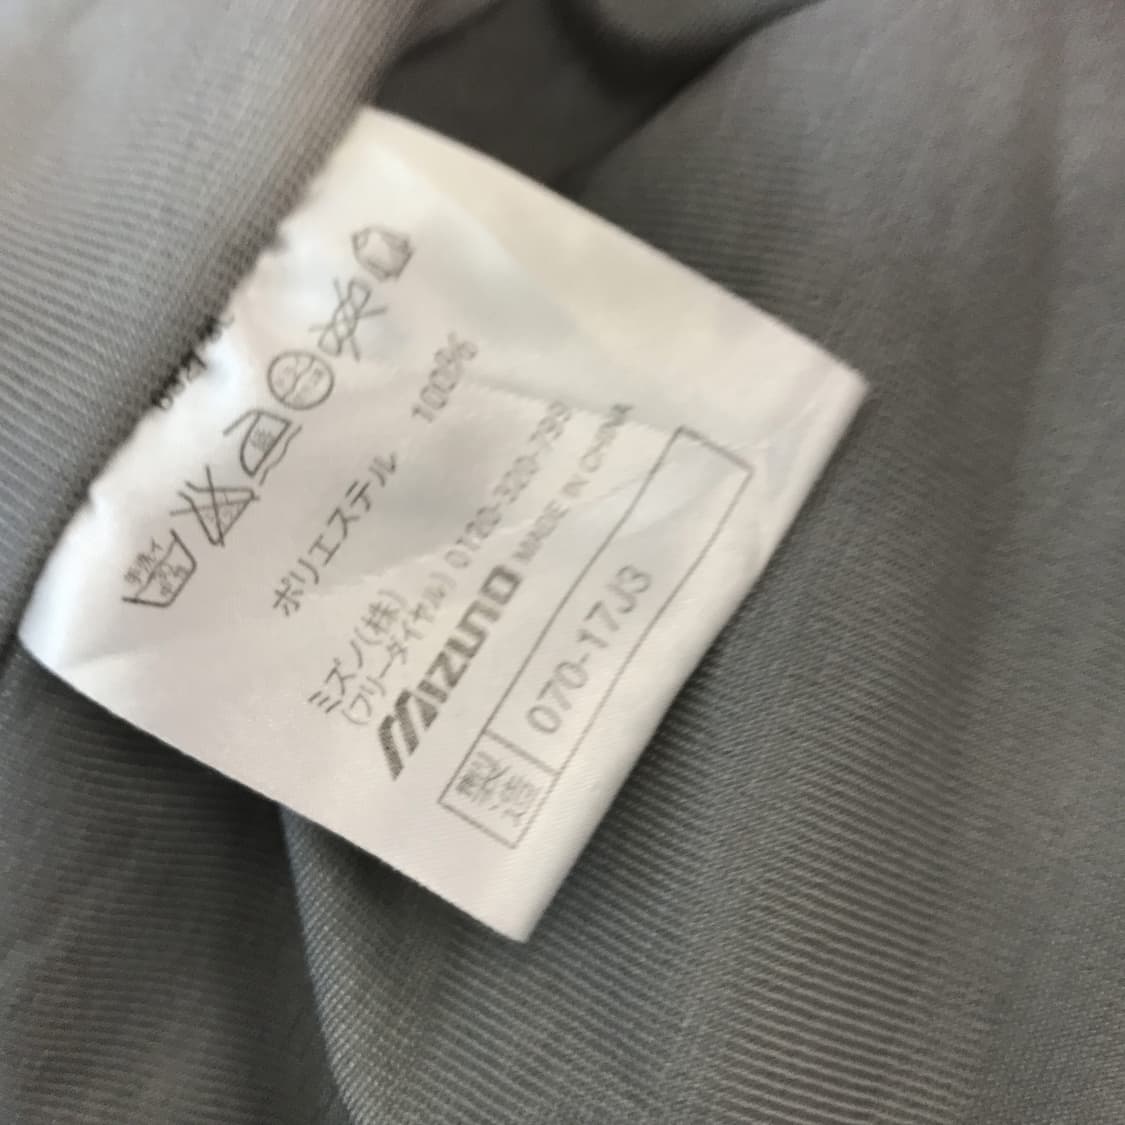 ポリエステル 100%
ミズノ(株)
(フリーダイヤル) 0120-320-799
MIZUNO MADE IN CHINA
製造 070-17J3